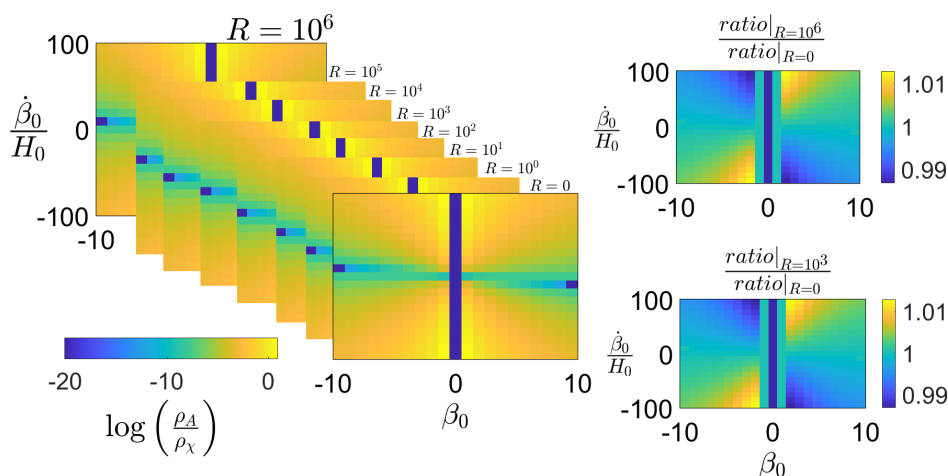 R = 10^6
100
0
-100
β̇_0
H_0
-10
R = 10^5
R = 10^4
R = 10^3
R = 10^2
R = 10^1
R = 10^0
R = 0
-10 0 10
β_0
-20 -10 0
log (ρ_A / ρ_χ)
ratio|_{R=10^6}
ratio|_{R=0}
100
0
-100
β̇_0
H_0
-10 0 10
1.01
1
0.99
ratio|_{R=10^3}
ratio|_{R=0}
100
0
-100
β̇_0
H_0
-10 0 10
β_0
1.01
1
0.99